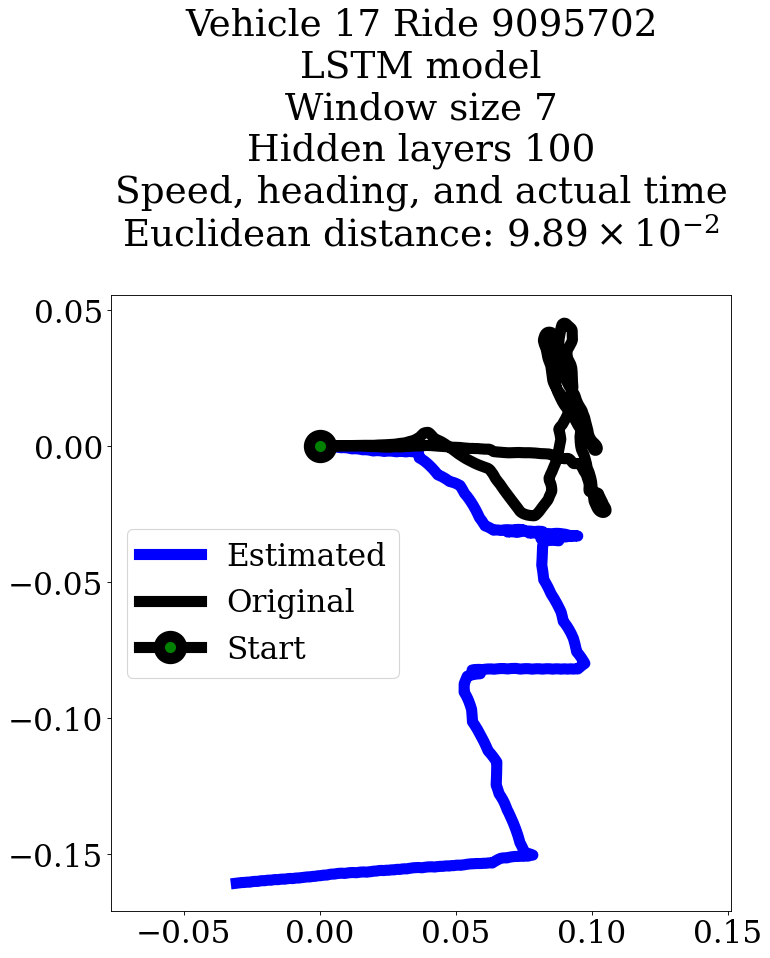 Vehicle 17 Ride 9095702
LSTM model
Window size 7
Hidden layers 100
Speed, heading, and actual time
Euclidean distance: 9.89 × 10⁻²
0.05
0.00
−0.05
−0.10
−0.15
Estimated
Original
Start
−0.05 0.00 0.05 0.10 0.15